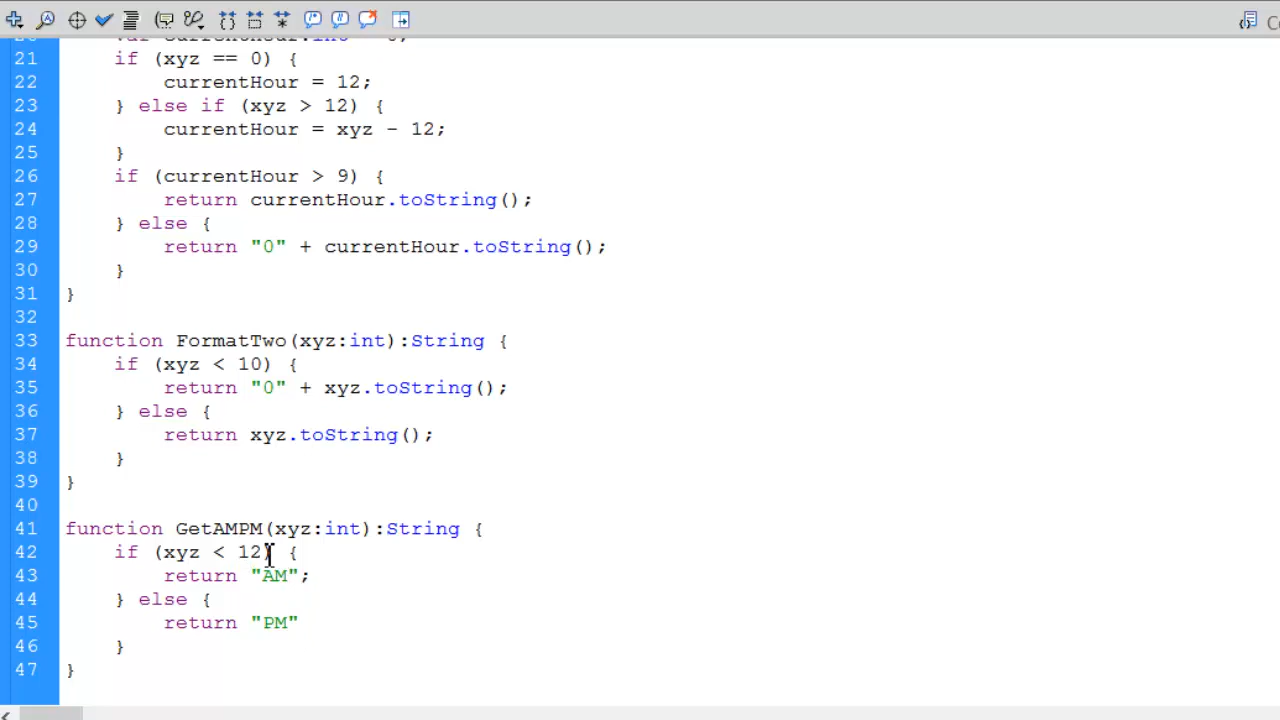 21 if (xyz == 0) {
22 currentHour = 12;
23 } else if (xyz > 12) {
24 currentHour = xyz - 12;
25 }
26 if (currentHour > 9) {
27 return currentHour.toString();
28 } else {
29 return "0" + currentHour.toString();
30 }
31 }
32
33 function FormatTwo(xyz:int):String {
34 if (xyz < 10) {
35 return "0" + xyz.toString();
36 } else {
37 return xyz.toString();
38 }
39 }
40
41 function GetAMPM(xyz:int):String {
42 if (xyz < 12) {
43 return "AM";
44 } else {
45 return "PM"
46 }
47 }